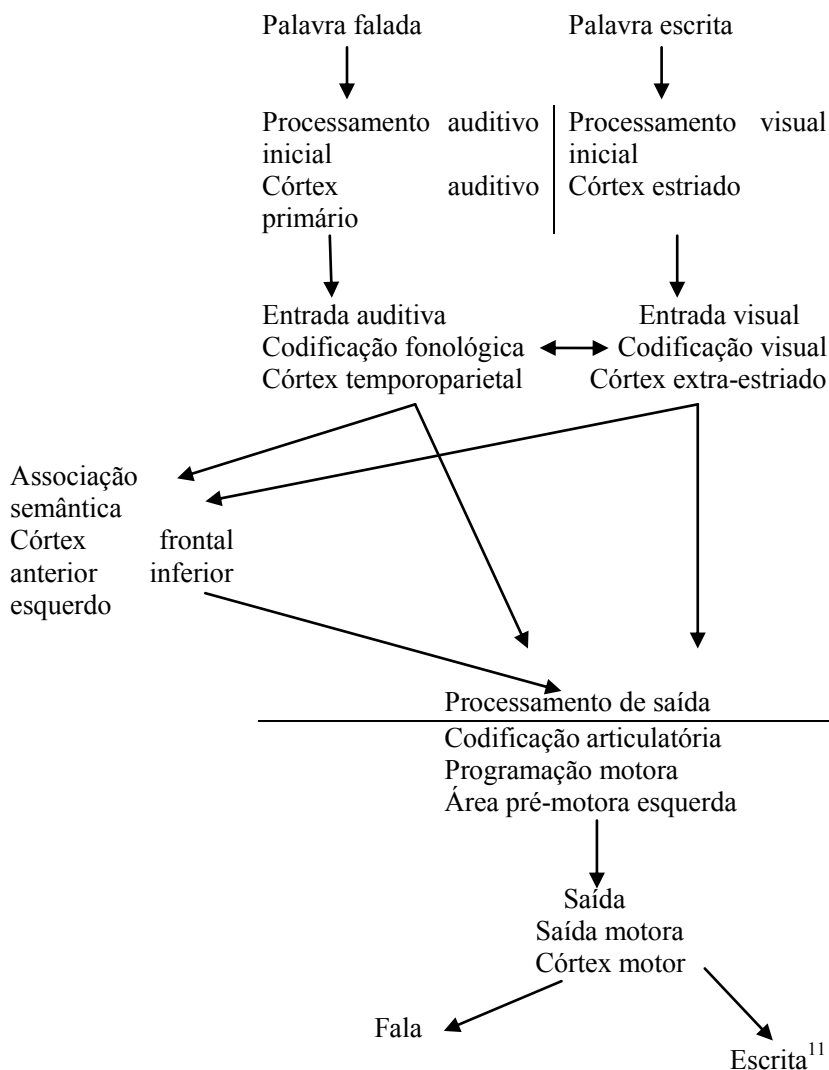 Palavra falada
Palavra escrita
Processamento auditivo
inicial
Córtex auditivo
primário
Processamento visual
inicial
Córtex estriado
Entrada auditiva
Codificação fonológica
Córtex temporoparietal
Entrada visual
Codificação visual
Córtex extra-estriado
Associação
semântica
Córtex frontal
anterior inferior
esquerdo
Processamento de saída
Codificação articulatória
Programação motora
Área pré-motora esquerda
Saída
Saída motora
Córtex motor
Fala
Escrita11